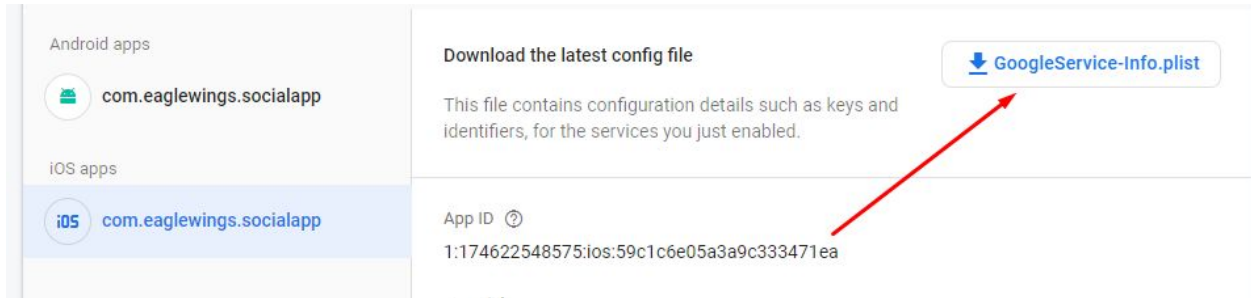 Android apps
com.eaglewings.socialapp
iOS apps
iOS com.eaglewings.socialapp
Download the latest config file
GoogleService-Info.plist
This file contains configuration details such as keys and
identifiers, for the services you just enabled.
App ID
1:174622548575:ios:59c1c6e05a3a9c333471ea